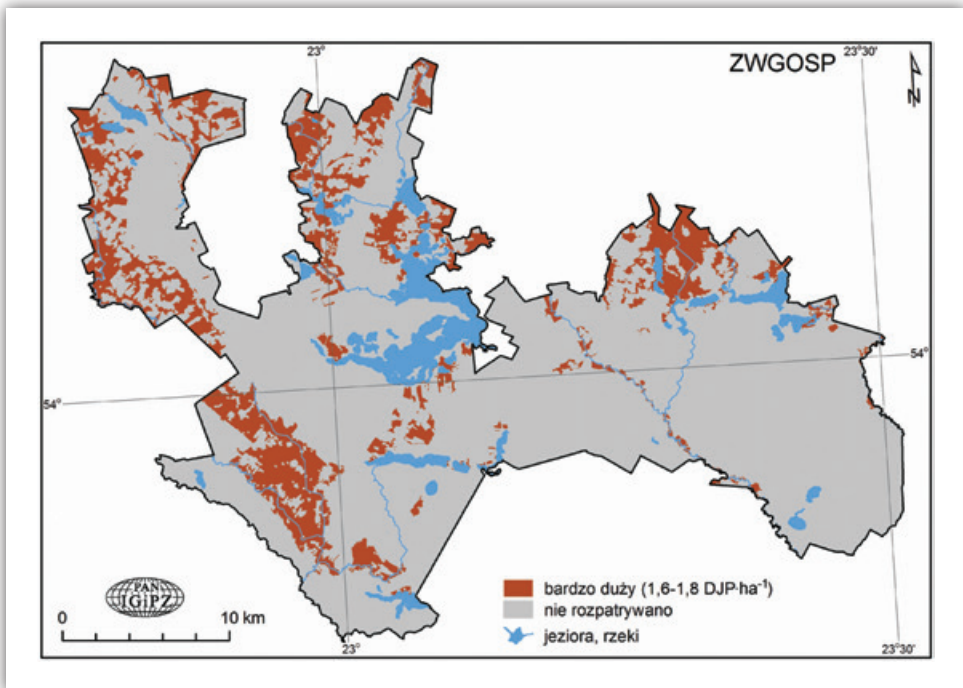 23°
23°30'
ZWGOSP
N
54°
54°
PAN
IGiPZ
0
10 km
bardzo duży (1,6-1,8 DJP·ha⁻¹)
nie rozpatrywano
jeziora, rzeki
23°
23°30'